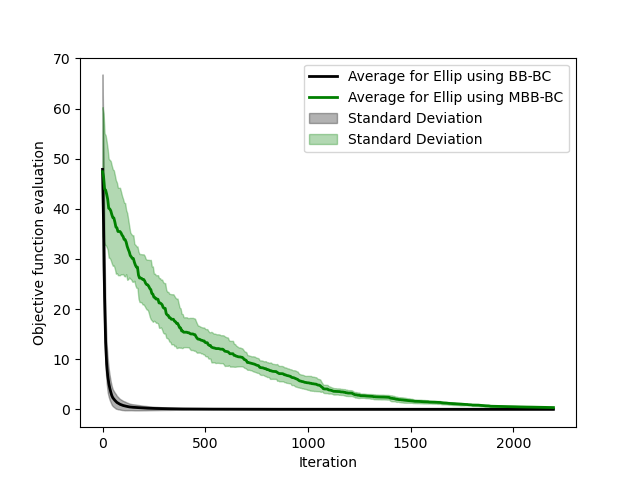 70
60
50
40
30
20
10
0
Objective function evaluation
Average for Ellip using BB-BC
Average for Ellip using MBB-BC
Standard Deviation
Standard Deviation
0 500 1000 1500 2000
Iteration